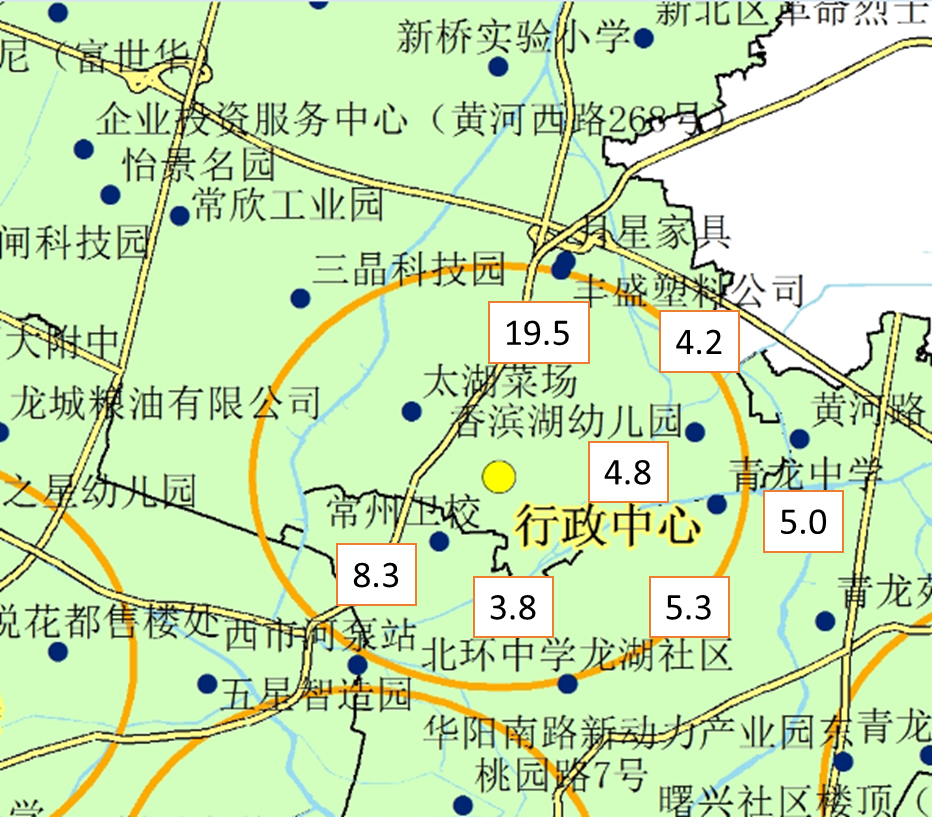 新北区革命烈士
新桥实验小学
尼（富世华）
企业投资服务中心（黄河西路268号）
怡景名园
常欣工业园
闸科技园
月星家具
三晶科技园
丰盛塑料公司
19.5
4.2
大附中
太湖菜场
龙城粮油有限公司
香滨湖幼儿园
黄河路
4.8
青龙中学
之星幼儿园
常州卫校
行政中心
5.0
8.3
3.8
5.3
青龙苑
悦花都售楼处
西市河泵站
北环中学
龙湖社区
五星智造园
华阳南路新动力产业园东
青龙
桃园路7号
曙兴社区楼顶（
学